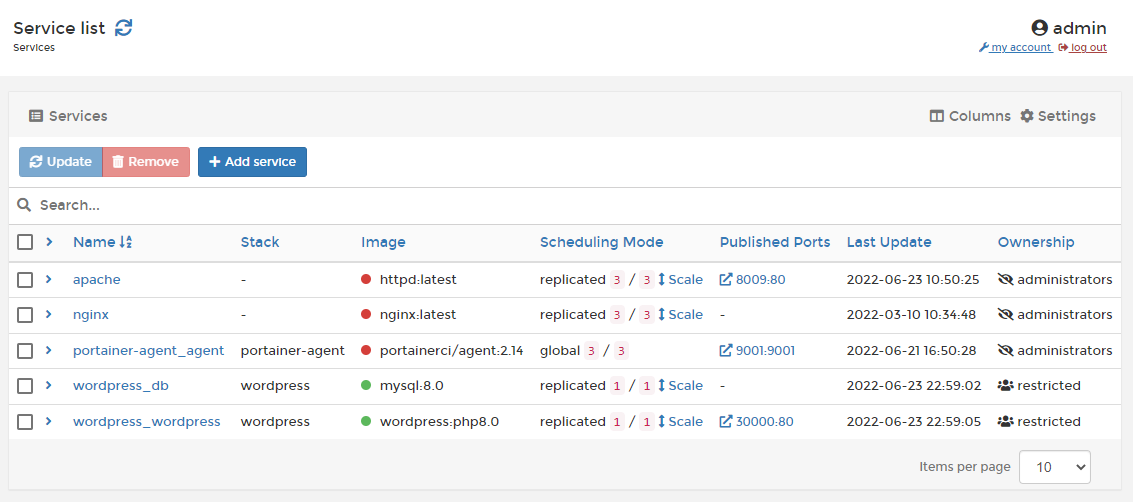 Service list
Services
admin
my account log out
Services
Columns Settings
Update Remove Add service
Search...
Name Stack Image Scheduling Mode Published Ports Last Update Ownership
apache - httpd:latest replicated 3 / 3 Scale 8009:80 2022-06-23 10:50:25 administrators
nginx - nginx:latest replicated 3 / 3 Scale - 2022-03-10 10:34:48 administrators
portainer-agent_agent portainer-agent portainerci/agent:2.14 global 3 / 3 9001:9001 2022-06-21 16:50:28 administrators
wordpress_db wordpress mysql:8.0 replicated 1 / 1 Scale - 2022-06-23 22:59:02 restricted
wordpress_wordpress wordpress wordpress:php8.0 replicated 1 / 1 Scale 30000:80 2022-06-23 22:59:05 restricted
Items per page 10